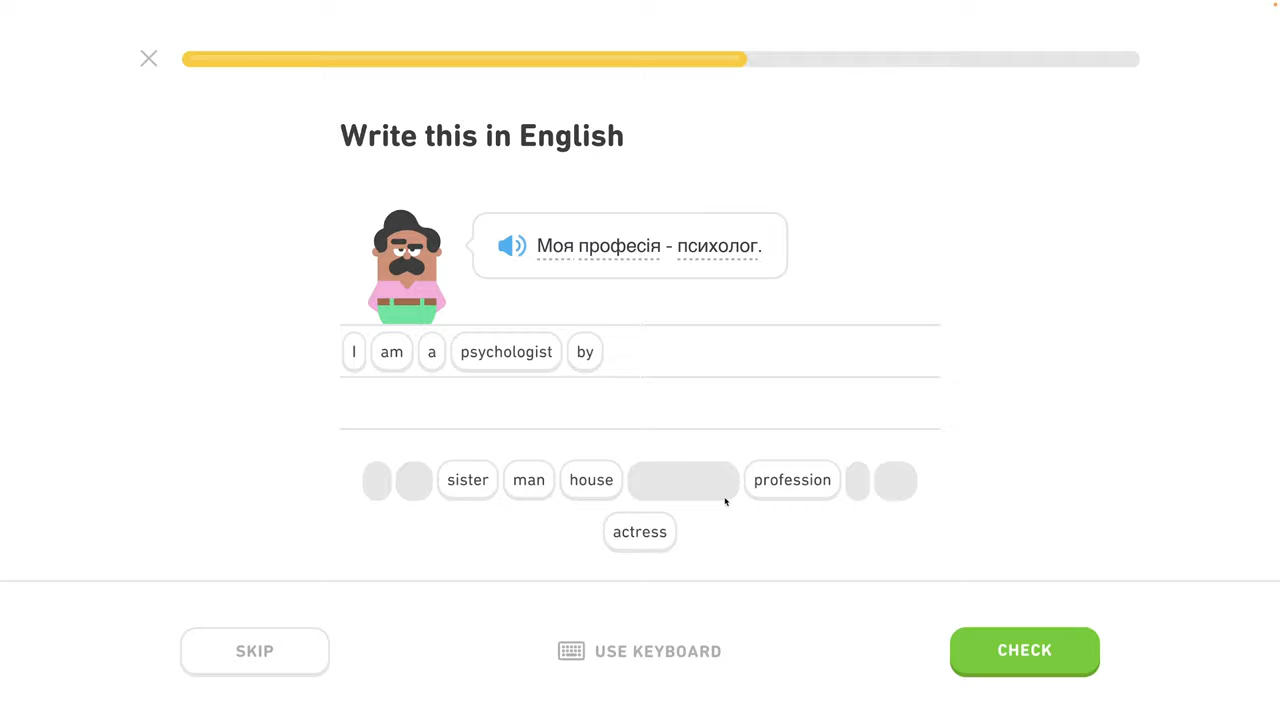 Write this in English
Моя професія - психолог.
I am a psychologist by
sister man house profession
actress
SKIP USE KEYBOARD CHECK